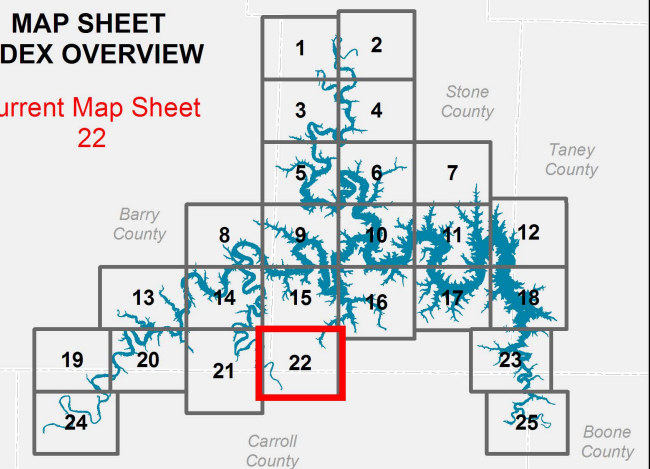 MAP SHEET
DEX OVERVIEW
urrent Map Sheet
22
1
2
3
4
Stone
County
5
6
7
Taney
County
Barry
County
8
9
10
11
12
13
14
15
16
17
18
19
20
21
22
23
24
25
Carroll
County
Boone
County